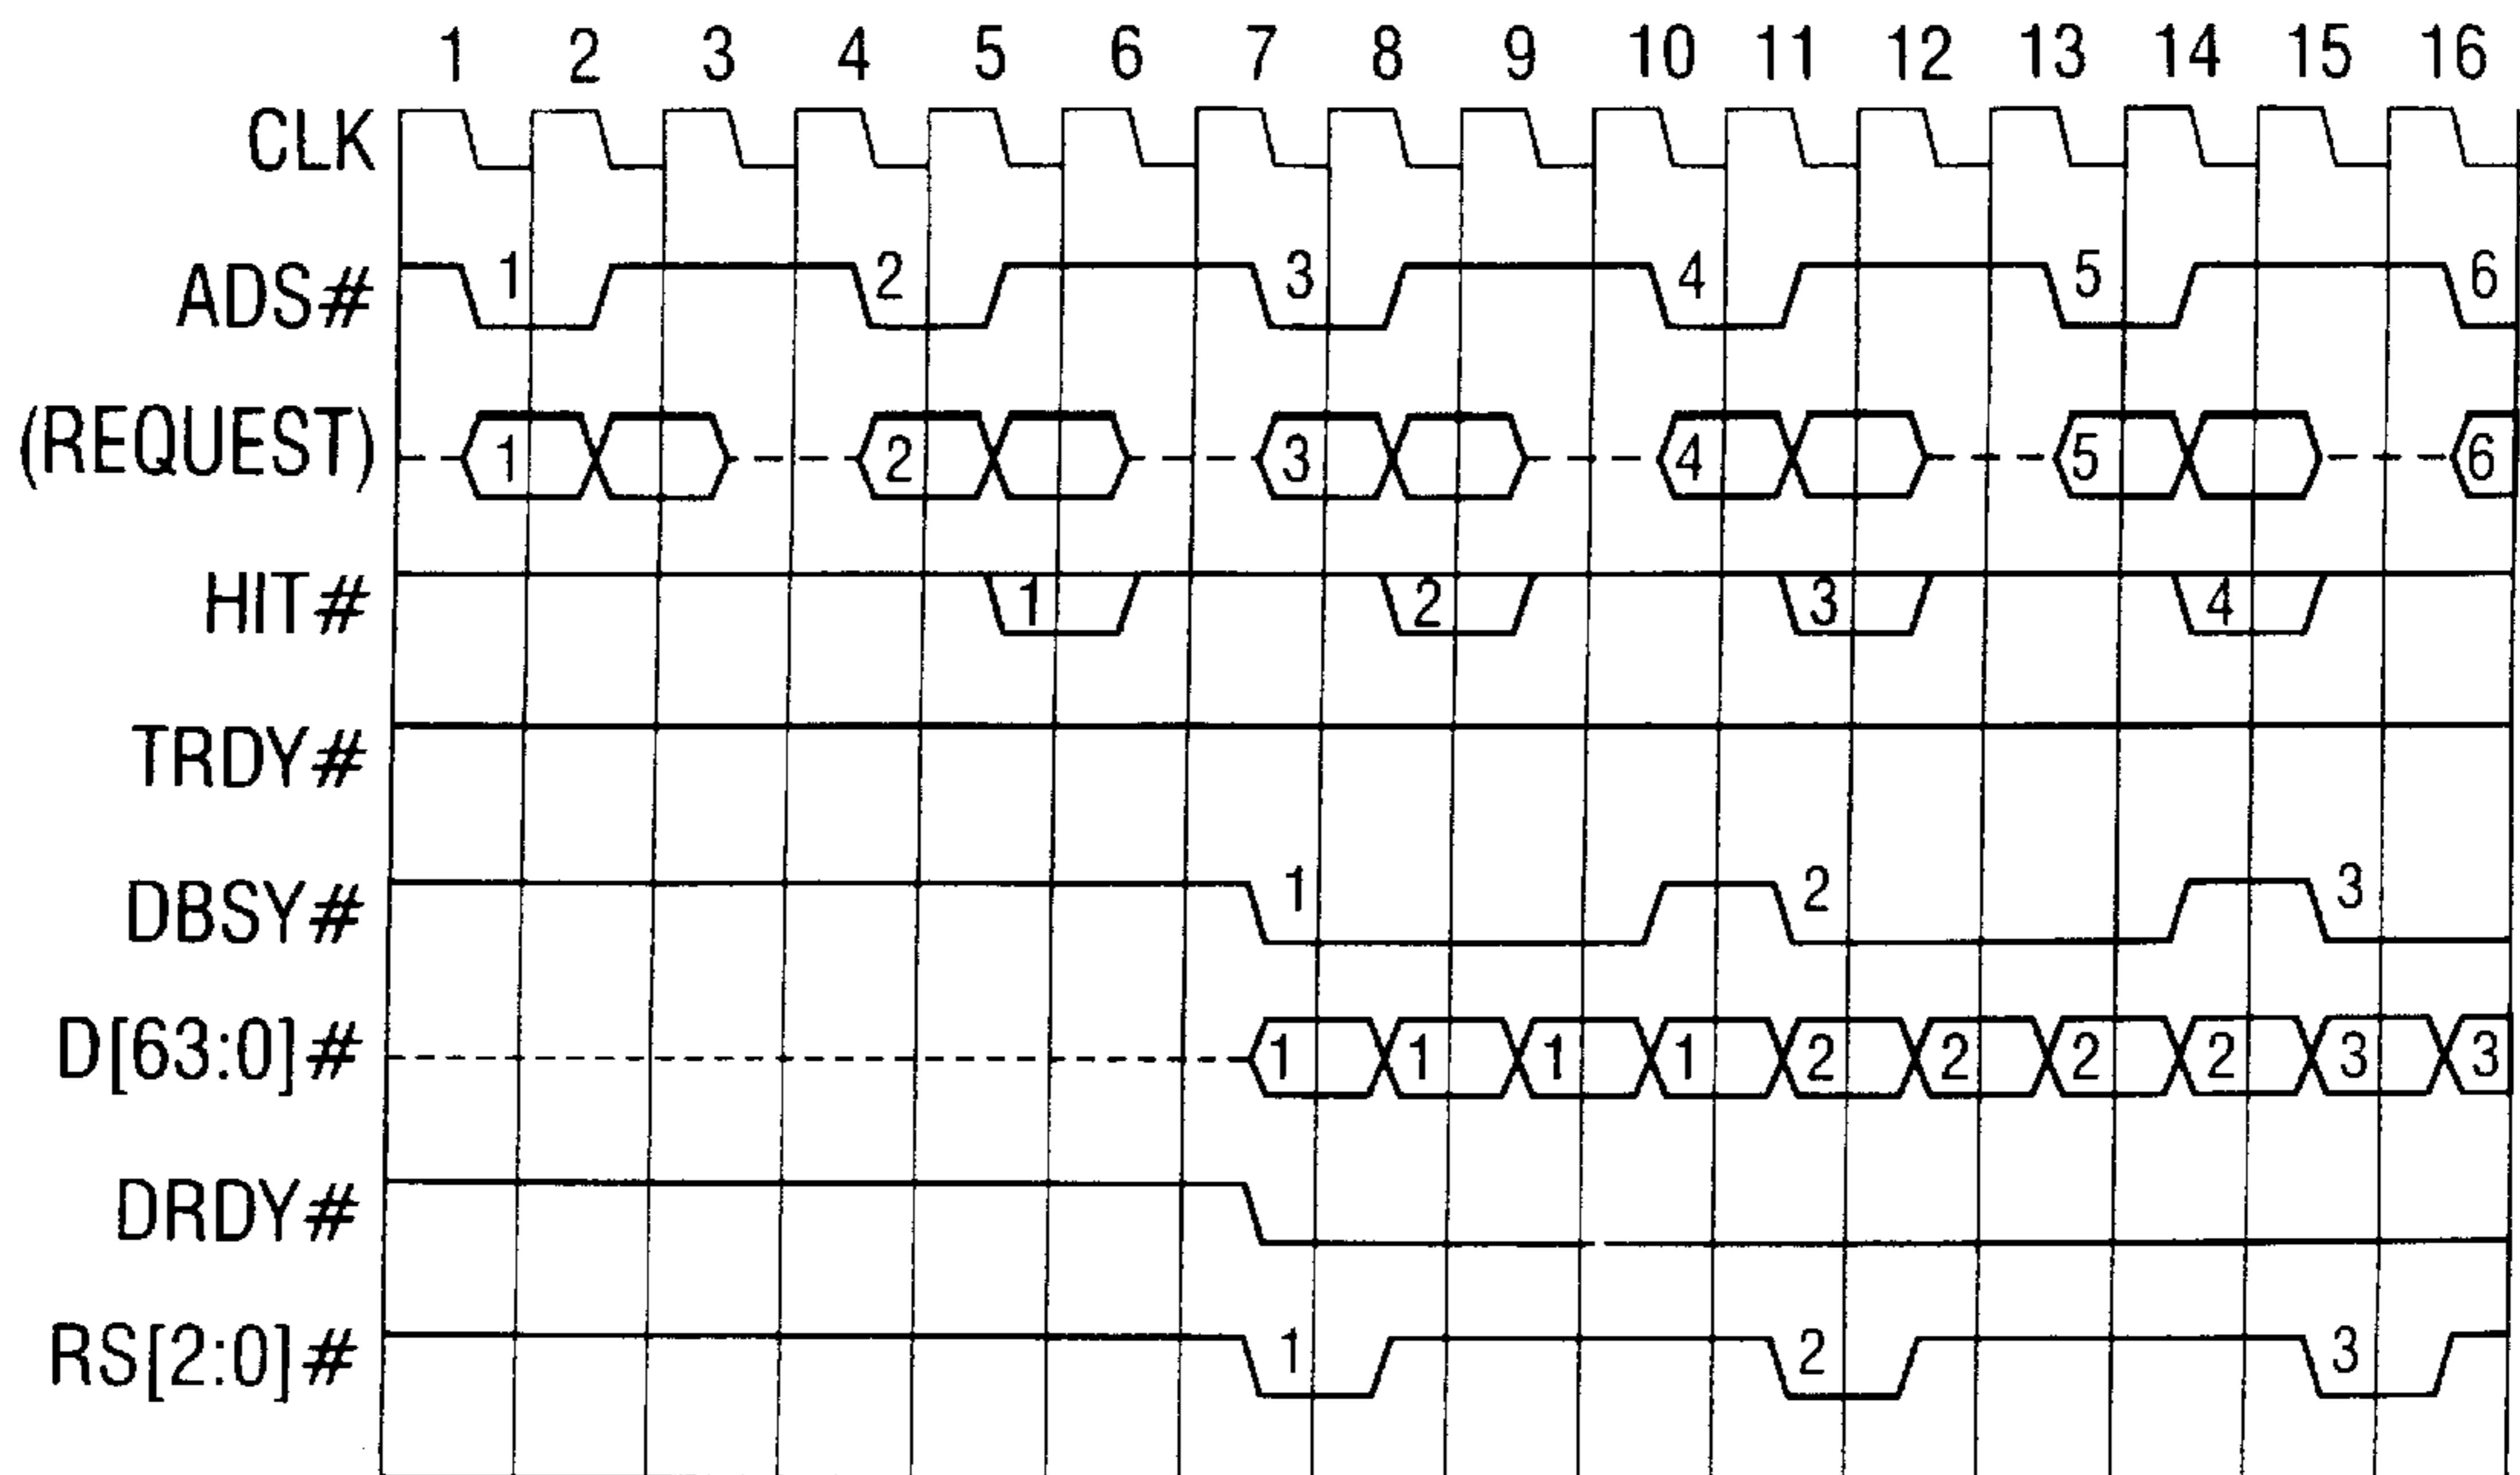 1 2 3 4 5 6 7 8 9 10 11 12 13 14 15 16
CLK
ADS# 1 2 3 4 5 6
(REQUEST) 1 2 3 4 5 6
HIT# 1 2 3 4
TRDY#
DBSY# 1 2 3
D[63:0]# 1 1 1 1 2 2 2 2 3 3
DRDY#
RS[2:0]# 1 2 3